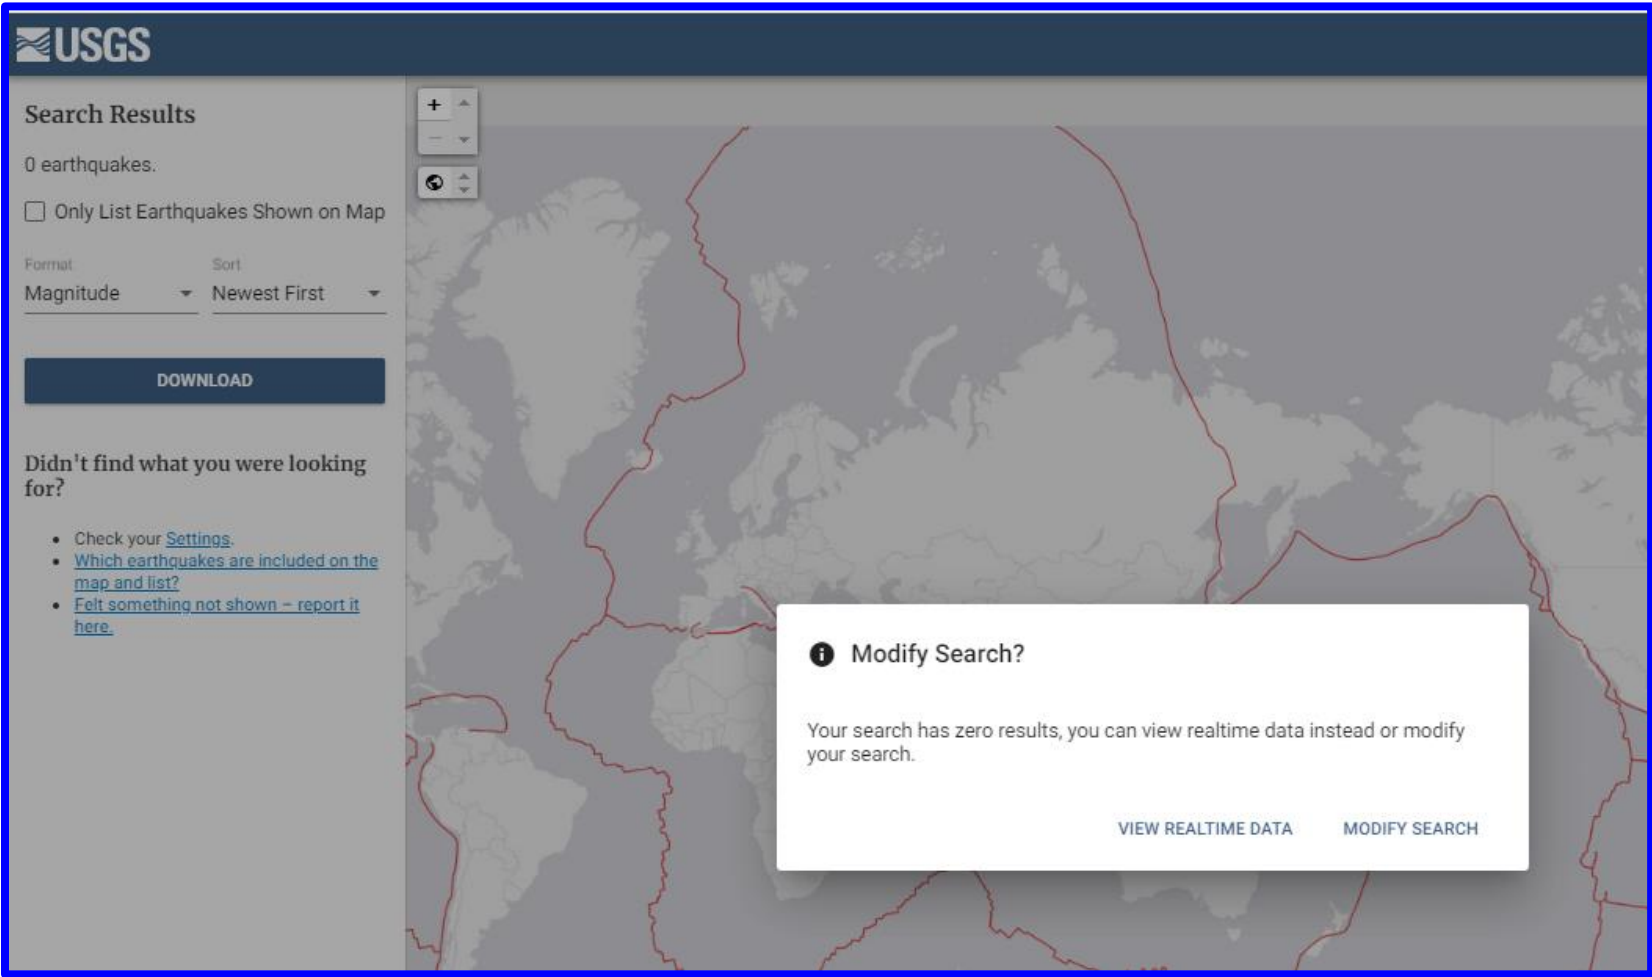 USGS
Search Results
0 earthquakes.
Only List Earthquakes Shown on Map
Format Sort
Magnitude Newest First
DOWNLOAD
Didn't find what you were looking
for?
• Check your Settings.
• Which earthquakes are included on the
map and list?
• Felt something not shown – report it
here.
+
−
Modify Search?
Your search has zero results, you can view realtime data instead or modify
your search.
VIEW REALTIME DATA MODIFY SEARCH